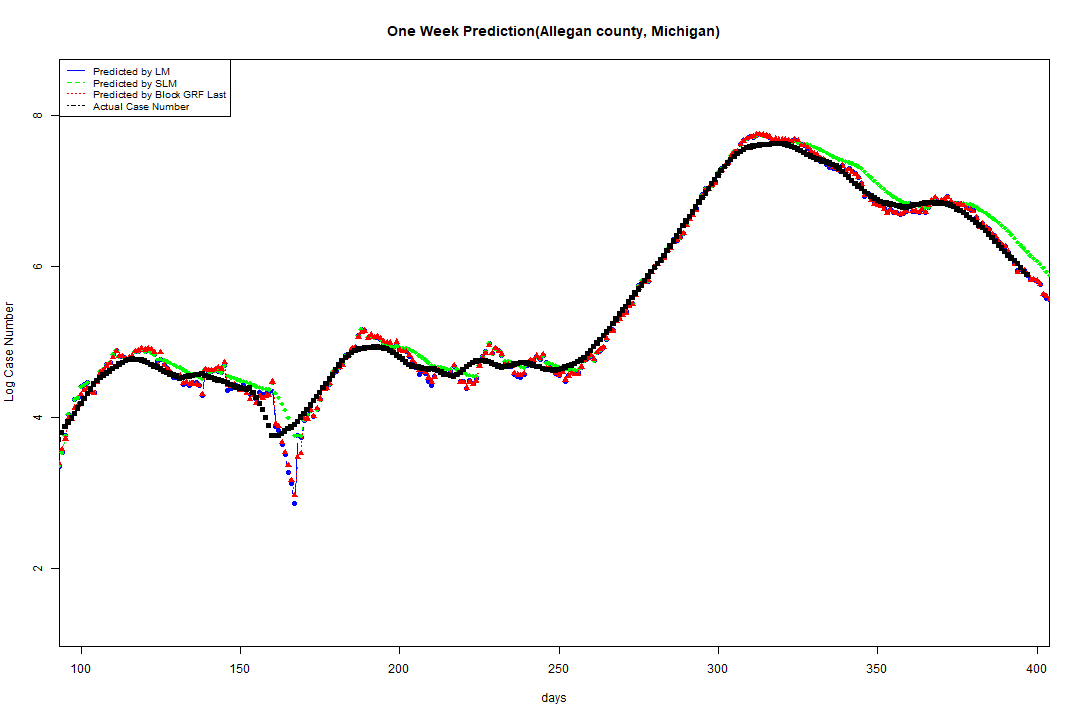 One Week Prediction(Allegan county, Michigan)
Predicted by LM
Predicted by SLM
Predicted by Block GRF Last
Actual Case Number
Log Case Number
8
6
4
2
100 150 200 250 300 350 400
days